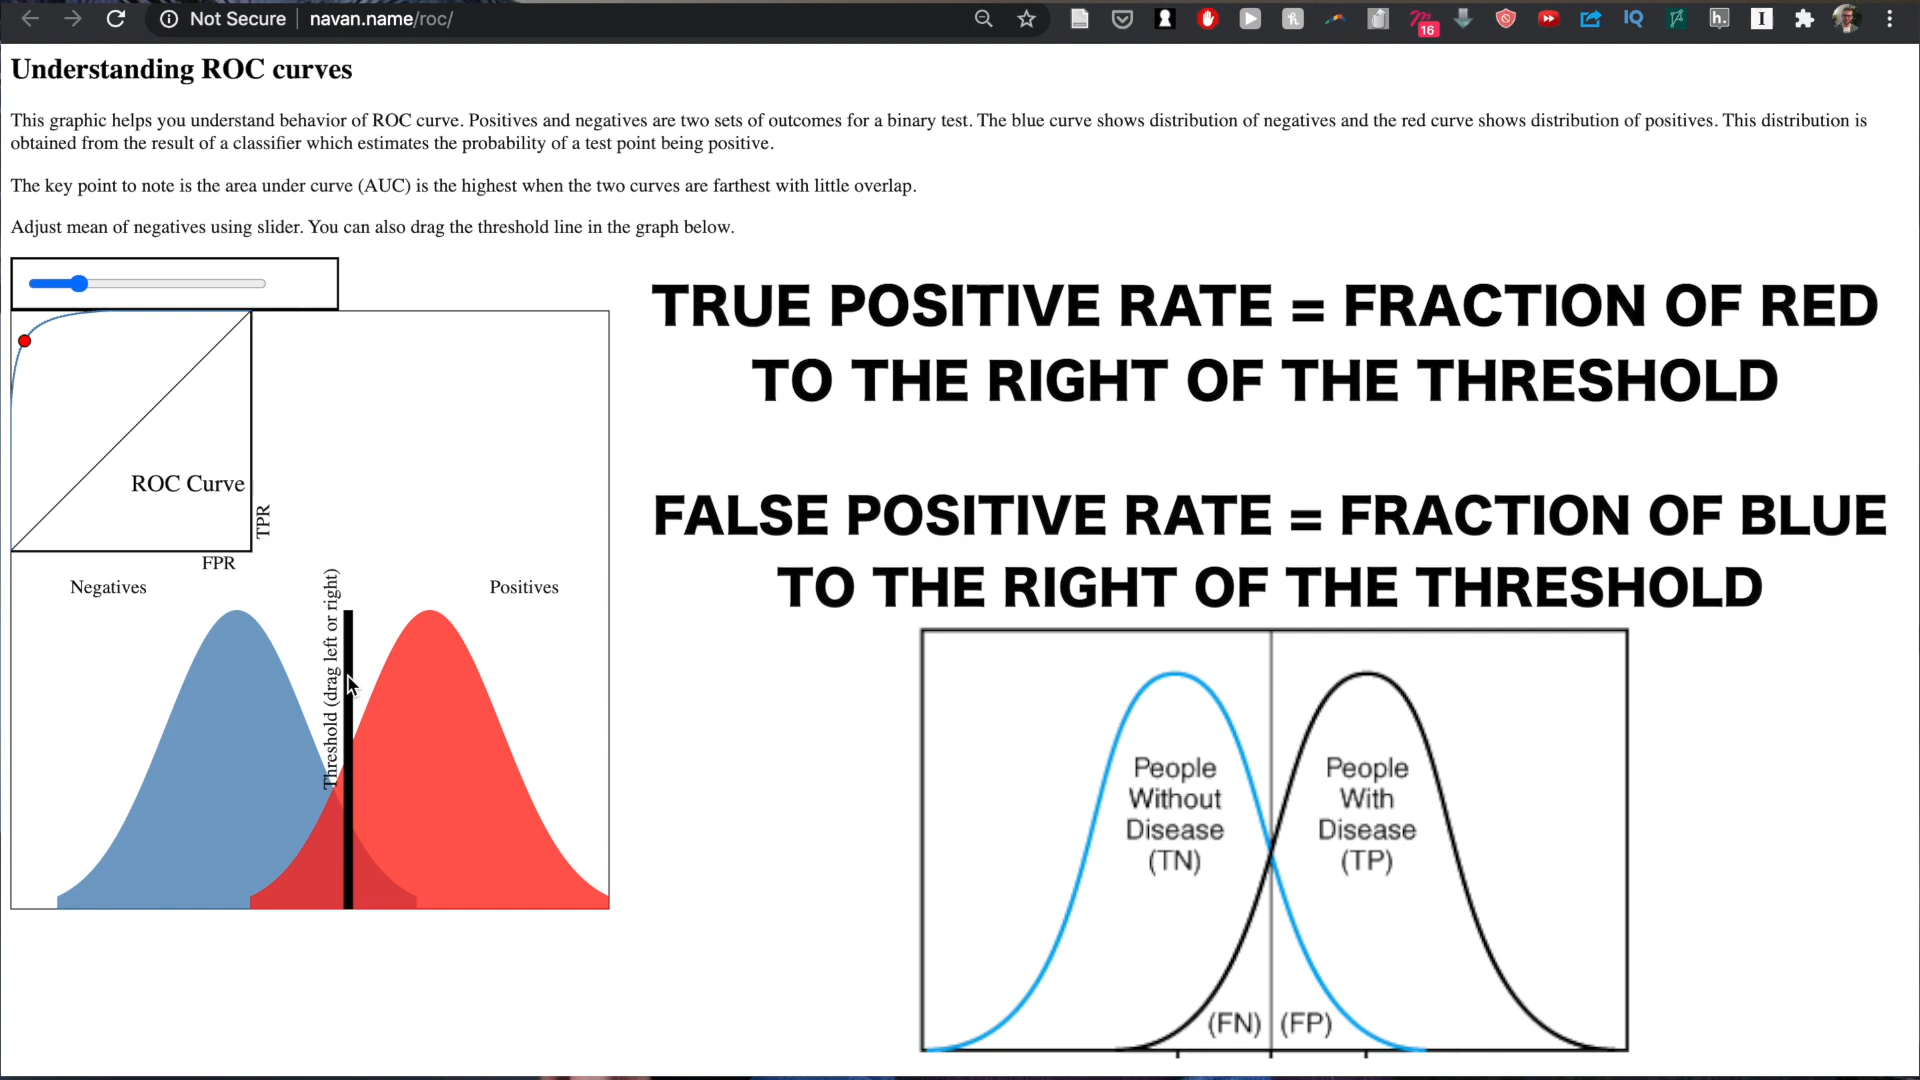 Not Secure
navan.name/roc/
16
IQ
h.
I
Understanding ROC curves
This graphic helps you understand behavior of ROC curve. Positives and negatives are two sets of outcomes for a binary test. The blue curve shows distribution of negatives and the red curve shows distribution of positives. This distribution is
obtained from the result of a classifier which estimates the probability of a test point being positive.
The key point to note is the area under curve (AUC) is the highest when the two curves are farthest with little overlap.
Adjust mean of negatives using slider. You can also drag the threshold line in the graph below.
ROC Curve
TPR
FPR
Negatives
Threshold (drag left or right)
Positives
TRUE POSITIVE RATE = FRACTION OF RED
TO THE RIGHT OF THE THRESHOLD
FALSE POSITIVE RATE = FRACTION OF BLUE
TO THE RIGHT OF THE THRESHOLD
People
Without
Disease
(TN)
People
With
Disease
(TP)
(FN)
(FP)